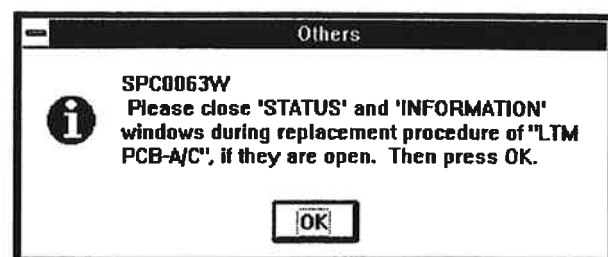 Others
SPC0063W
Please close 'STATUS' and 'INFORMATION'
windows during replacement procedure of "LTM
PCB-A/C", if they are open. Then press OK.
OK